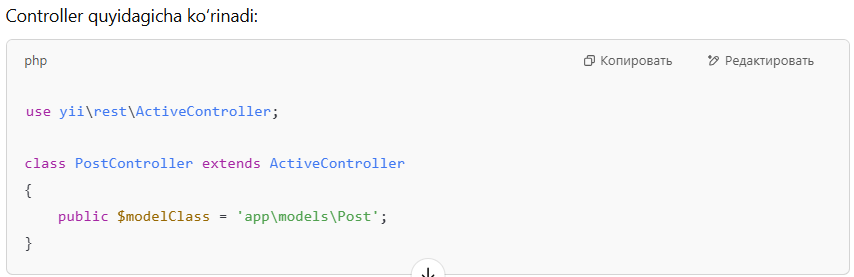 Controller quyidagicha ko‘rinadi:
php
Копировать
Редактировать
use yii\rest\ActiveController;
class PostController extends ActiveController
{
    public $modelClass = 'app\models\Post';
}